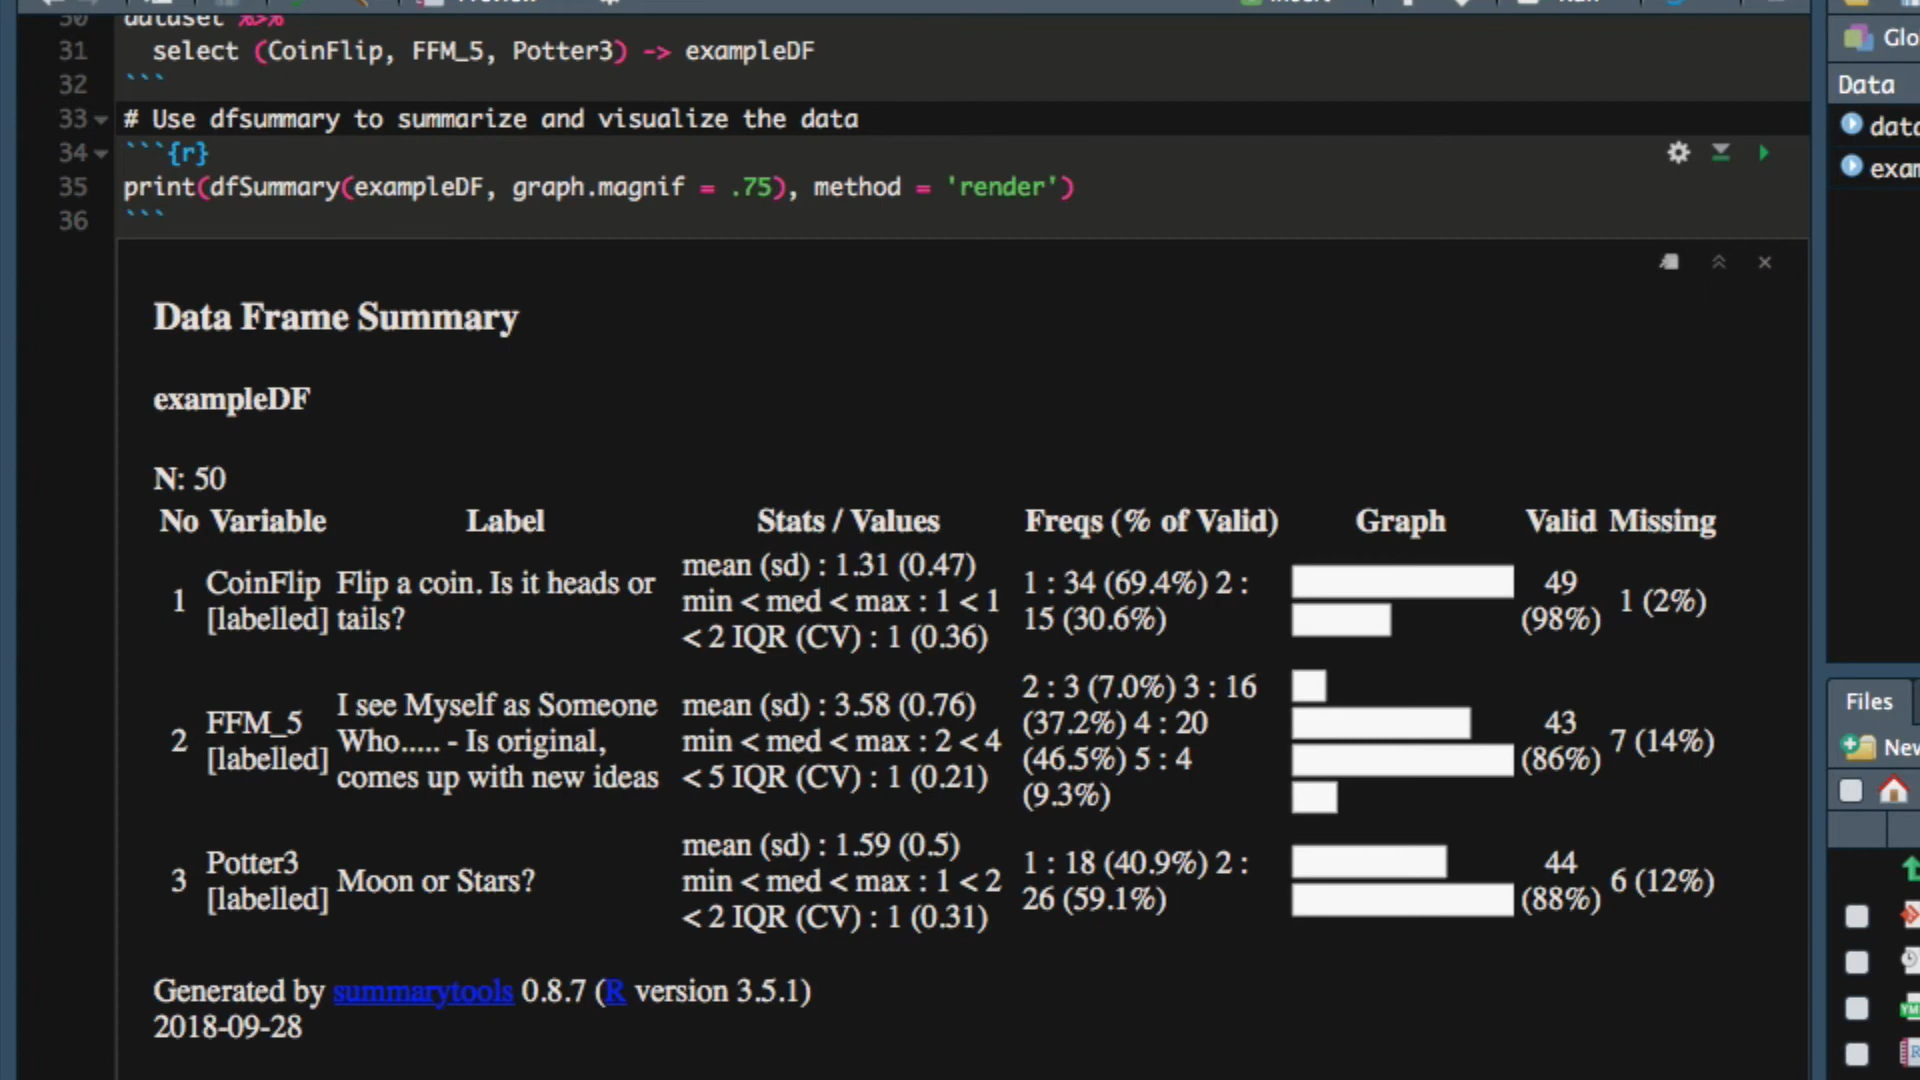 dataset %>%
31 select (CoinFlip, FFM_5, Potter3) -> exampleDF
32 ```
33 # Use dfsummary to summarize and visualize the data
34 ```{r}
35 print(dfSummary(exampleDF, graph.magnif = .75), method = 'render')
36 ```
Data Frame Summary
exampleDF
N: 50
No Variable Label Stats / Values Freqs (% of Valid) Graph Valid Missing
1 CoinFlip [labelled] Flip a coin. Is it heads or tails? mean (sd) : 1.31 (0.47) min < med < max : 1 < 1 < 2 IQR (CV) : 1 (0.36) 1 : 34 (69.4%) 2 : 15 (30.6%) 49 (98%) 1 (2%)
2 FFM_5 [labelled] I see Myself as Someone Who..... - Is original, comes up with new ideas mean (sd) : 3.58 (0.76) min < med < max : 2 < 4 < 5 IQR (CV) : 1 (0.21) 2 : 3 (7.0%) 3 : 16 (37.2%) 4 : 20 (46.5%) 5 : 4 (9.3%) 43 (86%) 7 (14%)
3 Potter3 [labelled] Moon or Stars? mean (sd) : 1.59 (0.5) min < med < max : 1 < 2 < 2 IQR (CV) : 1 (0.31) 1 : 18 (40.9%) 2 : 26 (59.1%) 44 (88%) 6 (12%)
Generated by summarytools 0.8.7 (R version 3.5.1)
2018-09-28
Glo
Data
data
exam
Files
New